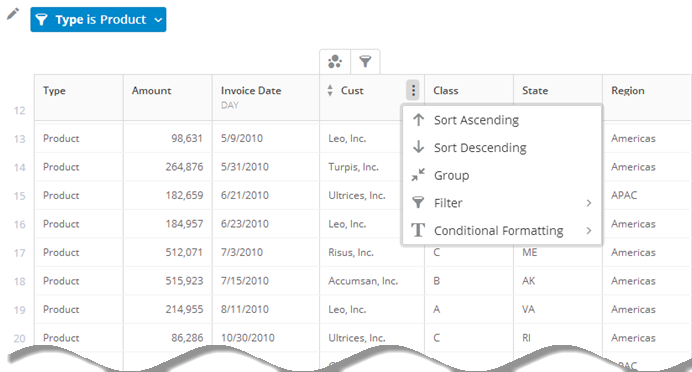 Type is Product
Type Amount Invoice Date Cust Class State Region
DAY
12
Sort Ascending
Sort Descending
Group
Filter
Conditional Formatting
13 Product 98,631 5/9/2010 Leo, Inc. Americas
14 Product 264,876 5/31/2010 Turpis, Inc. Americas
15 Product 182,659 6/21/2010 Ultrices, Inc. APAC
16 Product 184,957 6/23/2010 Leo, Inc. Americas
17 Product 512,071 7/3/2010 Risus, Inc. C ME Americas
18 Product 515,923 7/15/2010 Accumsan, Inc. B AK Americas
19 Product 214,955 8/11/2010 Leo, Inc. A VA Americas
20 Product 86,286 10/30/2010 Ultrices, Inc. C RI Americas